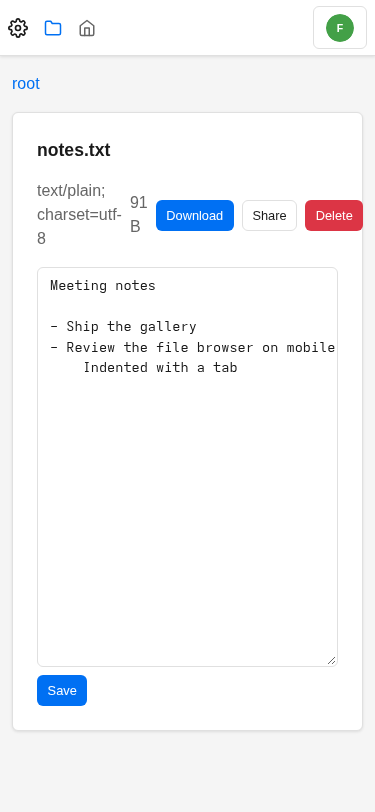 F
root
notes.txt
text/plain;
charset=utf-
8
91
B
Download
Share
Delete
Meeting notes

- Ship the gallery
- Review the file browser on mobile
    Indented with a tab
Save